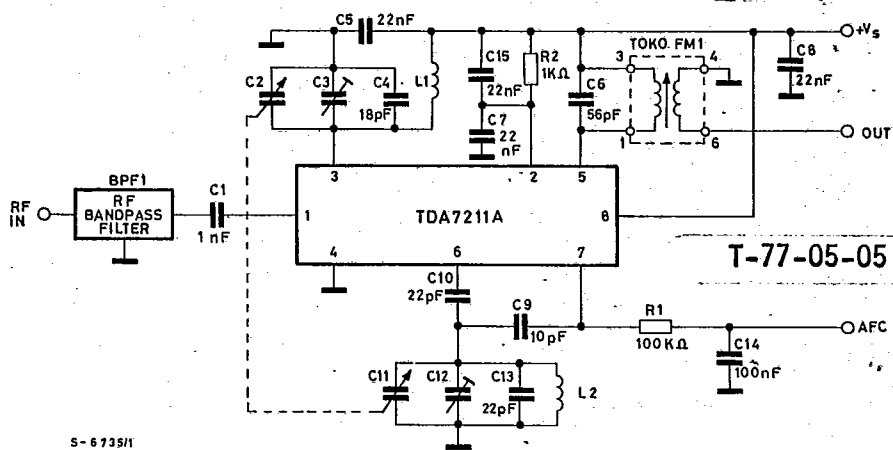 C5
22nF
+Vs
C2
C3
C4
18pF
L1
C15
22nF
R2
1KΩ
C7
22
nF
C6
56pF
TOKO FM1
3
4
1
6
C8
22nF
OUT
BPF1
RF
BANDPASS
FILTER
RF
IN
C1
1nF
3
2
5
1
TDA7211A
8
4
6
7
T-77-05-05
C10
22pF
C9
10pF
R1
100KΩ
AFC
C14
100nF
C11
C12
C13
22pF
L2
S-6735/1